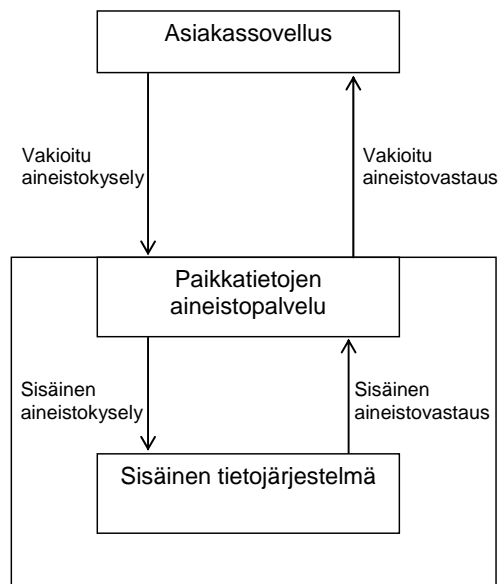 Asiakassovellus
Vakioitu
aineistokysely
Vakioitu
aineistovastaus
Paikkatietojen
aineistopalvelu
Sisäinen
aineistokysely
Sisäinen
aineistovastaus
Sisäinen tietojärjestelmä